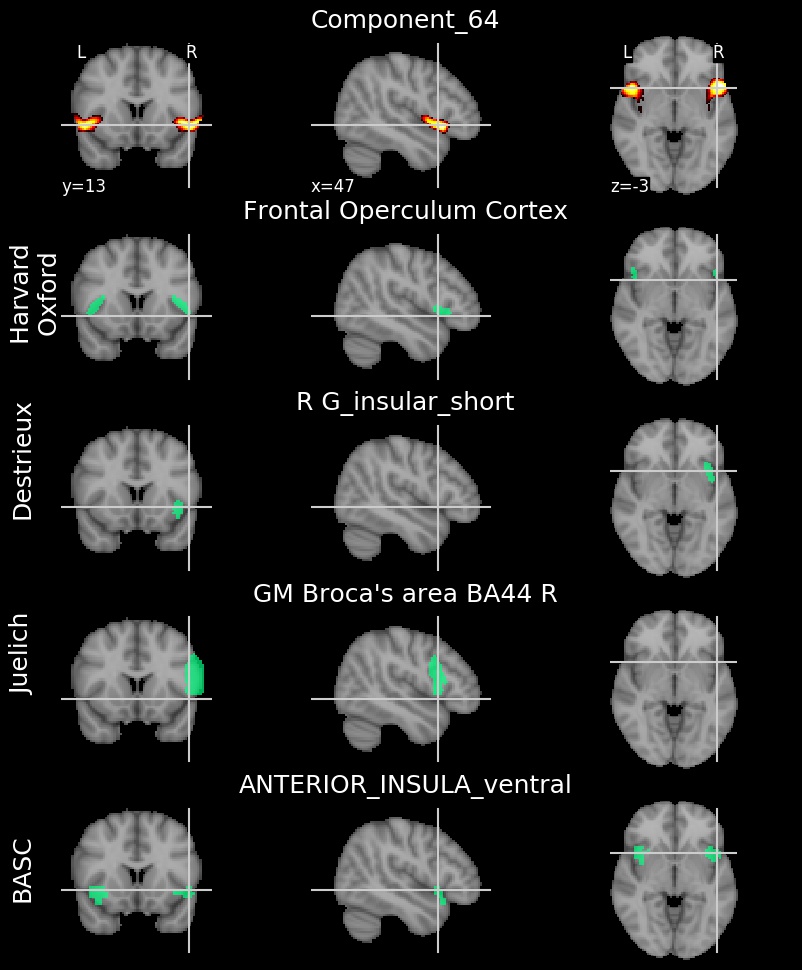 Component_64
L R L R
y=13 x=47 z=-3
Frontal Operculum Cortex
Harvard
Oxford
R G_insular_short
Destrieux
GM Broca's area BA44 R
Juelich
ANTERIOR_INSULA_ventral
BASC